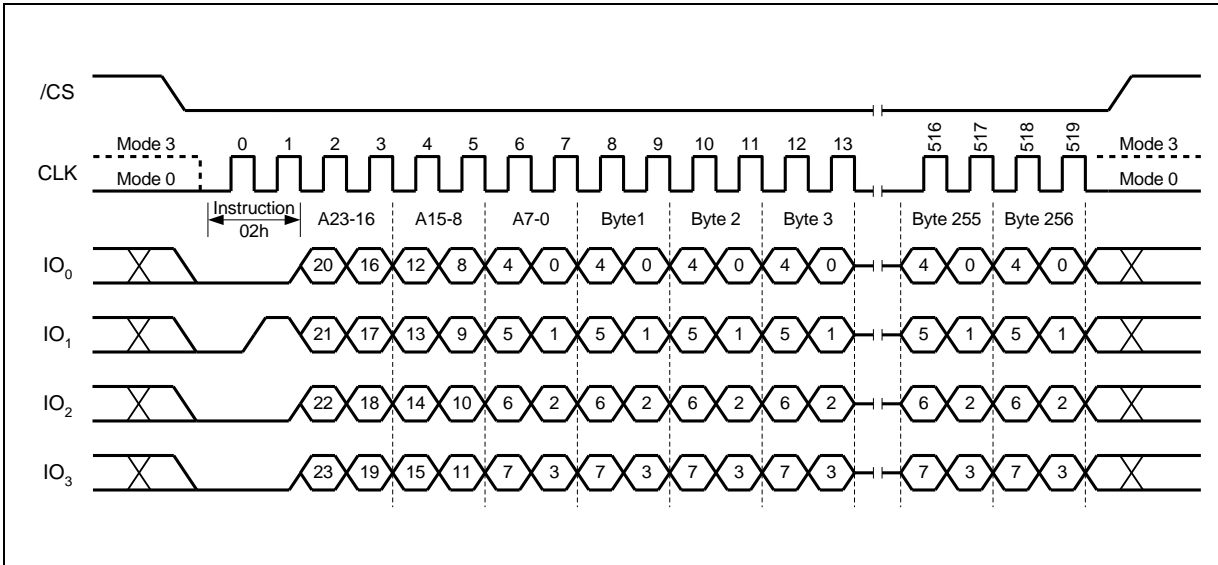 /CS
Mode 3 0 1 2 3 4 5 6 7 8 9 10 11 12 13 516 517 518 519 Mode 3
CLK
Mode 0 Mode 0
Instruction
02h
A23-16 A15-8 A7-0 Byte1 Byte 2 Byte 3 Byte 255 Byte 256
IO0 20 16 12 8 4 0 4 0 4 0 4 0 4 0 4 0
IO1 21 17 13 9 5 1 5 1 5 1 5 1 5 1 5 1
IO2 22 18 14 10 6 2 6 2 6 2 6 2 6 2 6 2
IO3 23 19 15 11 7 3 7 3 7 3 7 3 7 3 7 3